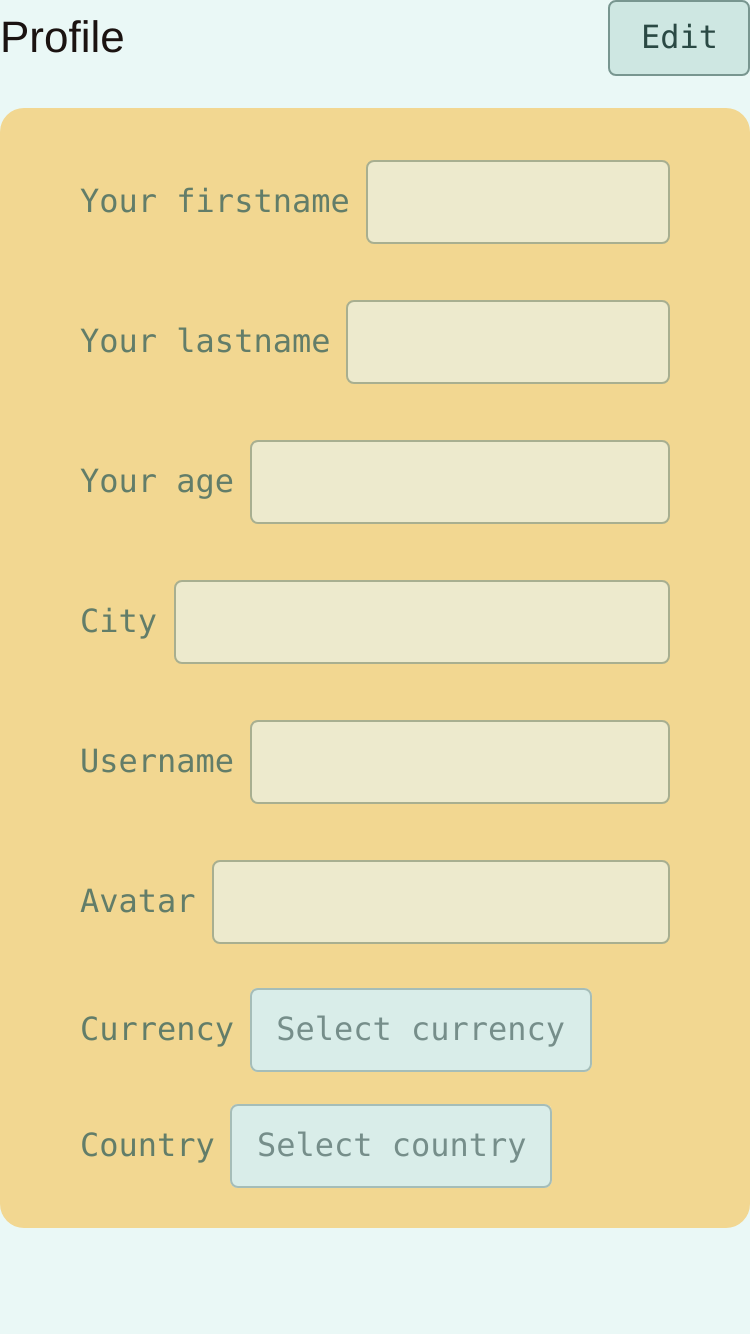 Profile
Edit
Your firstname
Your lastname
Your age
City
Username
Avatar
Currency Select currency
Country Select country